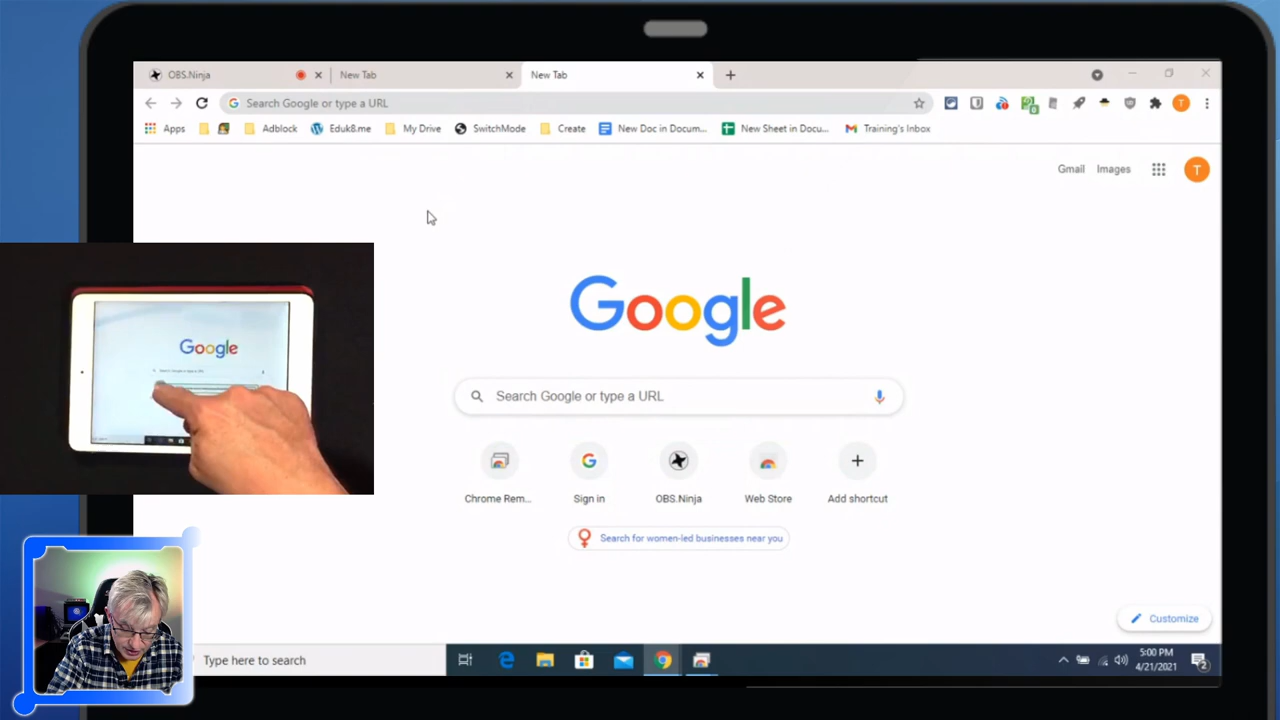 OBS.Ninja
New Tab
New Tab
Search Google or type a URL
T
Apps
Adblock
Eduk8.me
My Drive
SwitchMode
Create
New Doc in Docum...
New Sheet in Docu...
Training's Inbox
Gmail
Images
T
Google
Search Google or type a URL
Chrome Rem...
Sign in
OBS.Ninja
Web Store
Add shortcut
Search for women-led businesses near you
Customize
Type here to search
5:00 PM
4/21/2021
2
Google